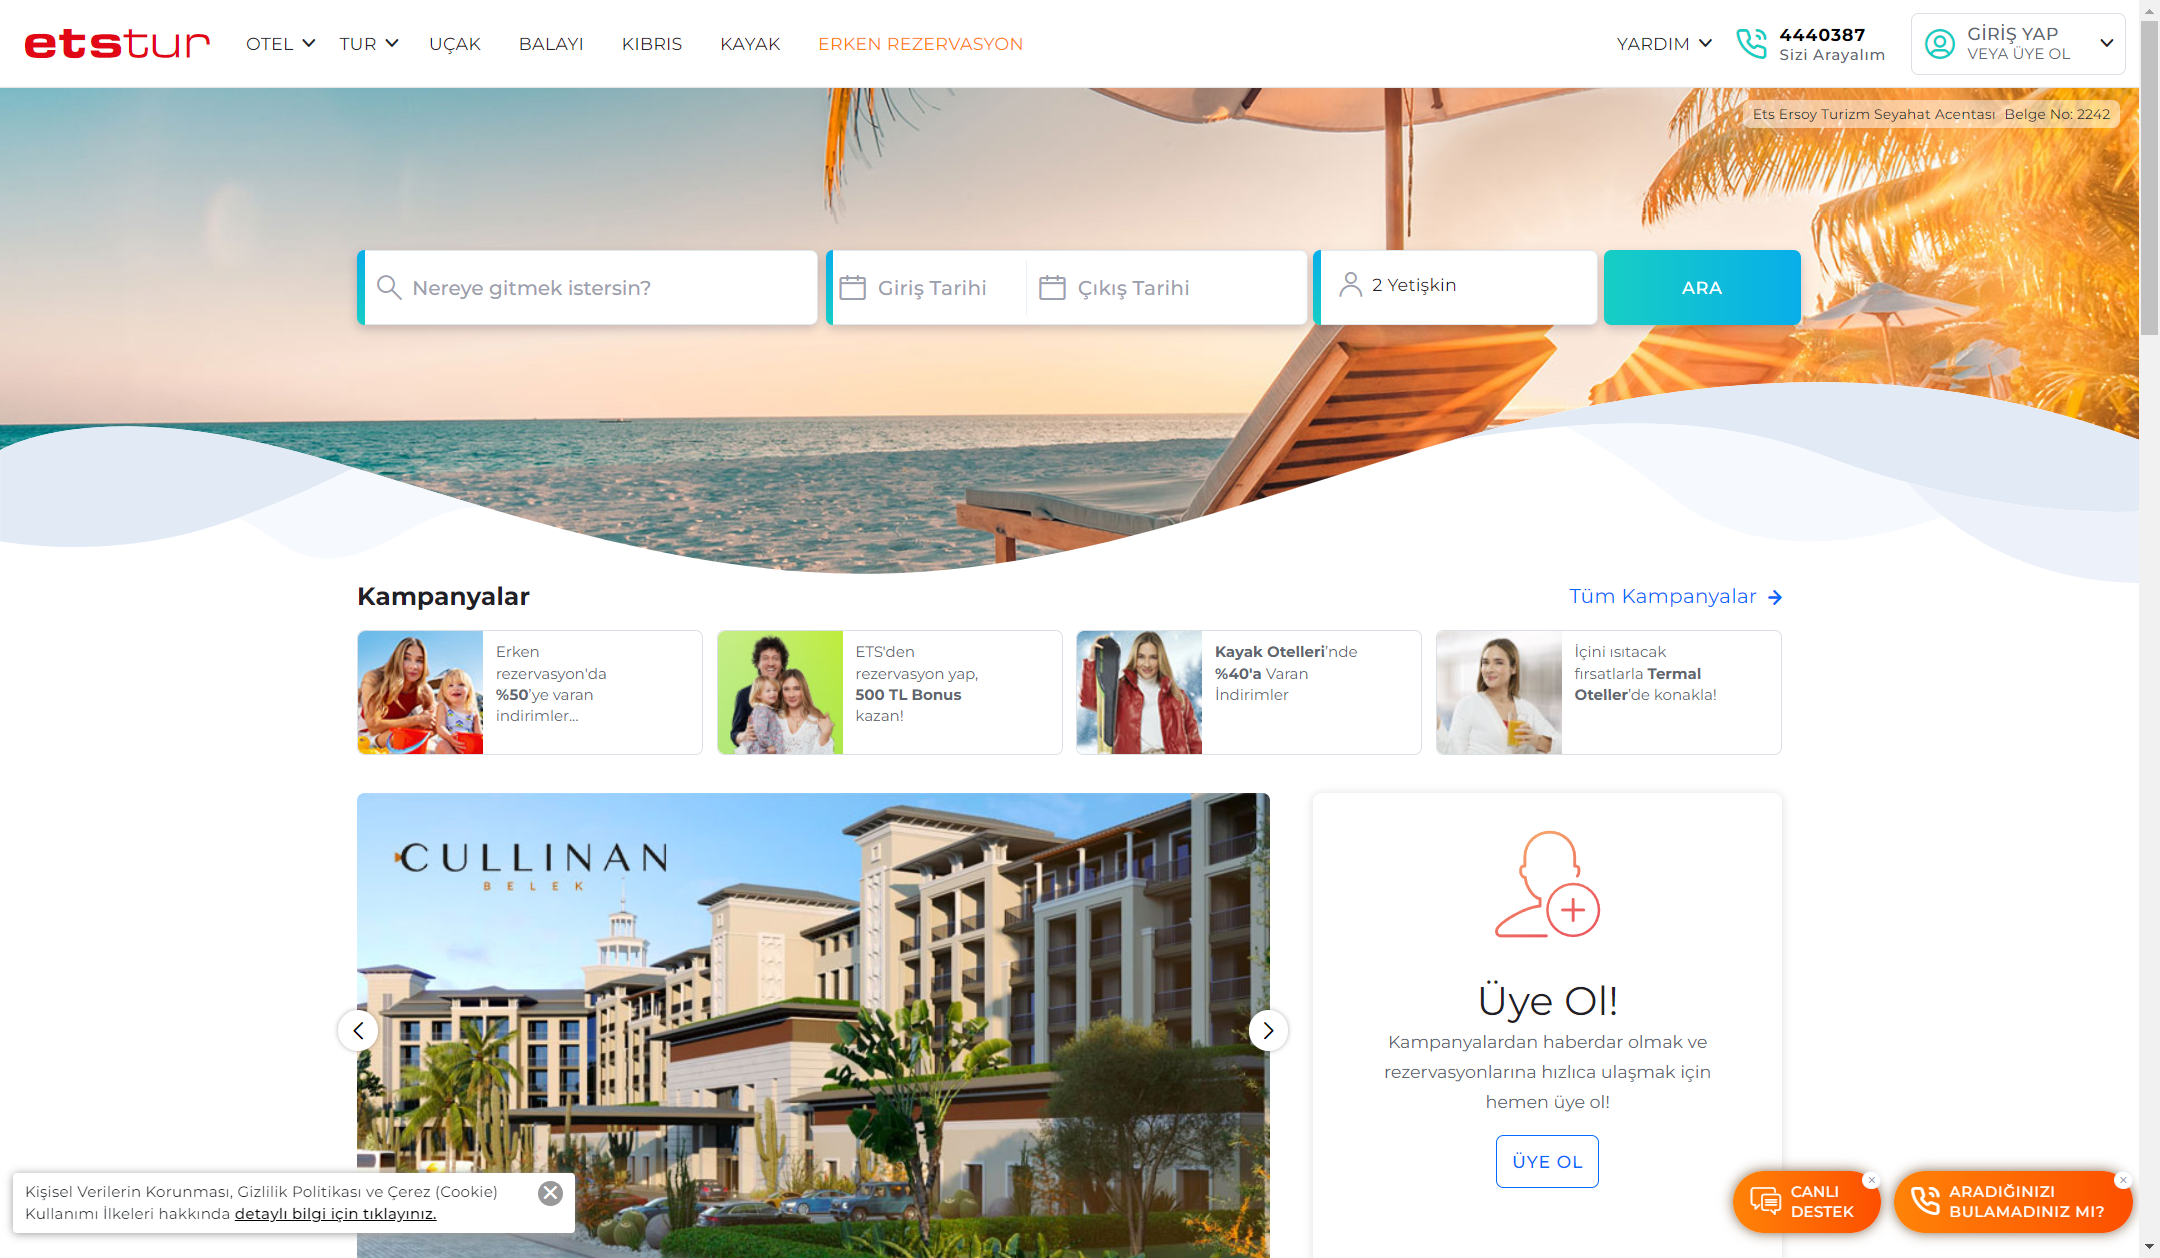 etstur
OTEL
TUR
UÇAK
BALAYI
KIBRIS
KAYAK
ERKEN REZERVASYON
YARDIM
4440387
Sizi Arayalım
GİRİŞ YAP
VEYA ÜYE OL
Ets Ersoy Turizm Seyahat Acentası Belge No: 2242
Nereye gitmek istersin?
Giriş Tarihi
Çıkış Tarihi
2 Yetişkin
ARA
Kampanyalar
Tüm Kampanyalar
Erken
rezervasyon'da
%50'ye varan
indirimler...
ETS'den
rezervasyon yap,
500 TL Bonus
kazan!
Kayak Otelleri'nde
%40'a Varan
İndirimler
İçini ısıtacak
fırsatlarla Termal
Oteller'de konakla!
CULLINAN
BELEK
Üye Ol!
Kampanyalardan haberdar olmak ve
rezervasyonlarına hızlıca ulaşmak için
hemen üye ol!
ÜYE OL
Kişisel Verilerin Korunması, Gizlilik Politikası ve Çerez (Cookie)
Kullanımı İlkeleri hakkında detaylı bilgi için tıklayınız.
CANLI
DESTEK
ARADIĞINIZI
BULAMADINIZ MI?